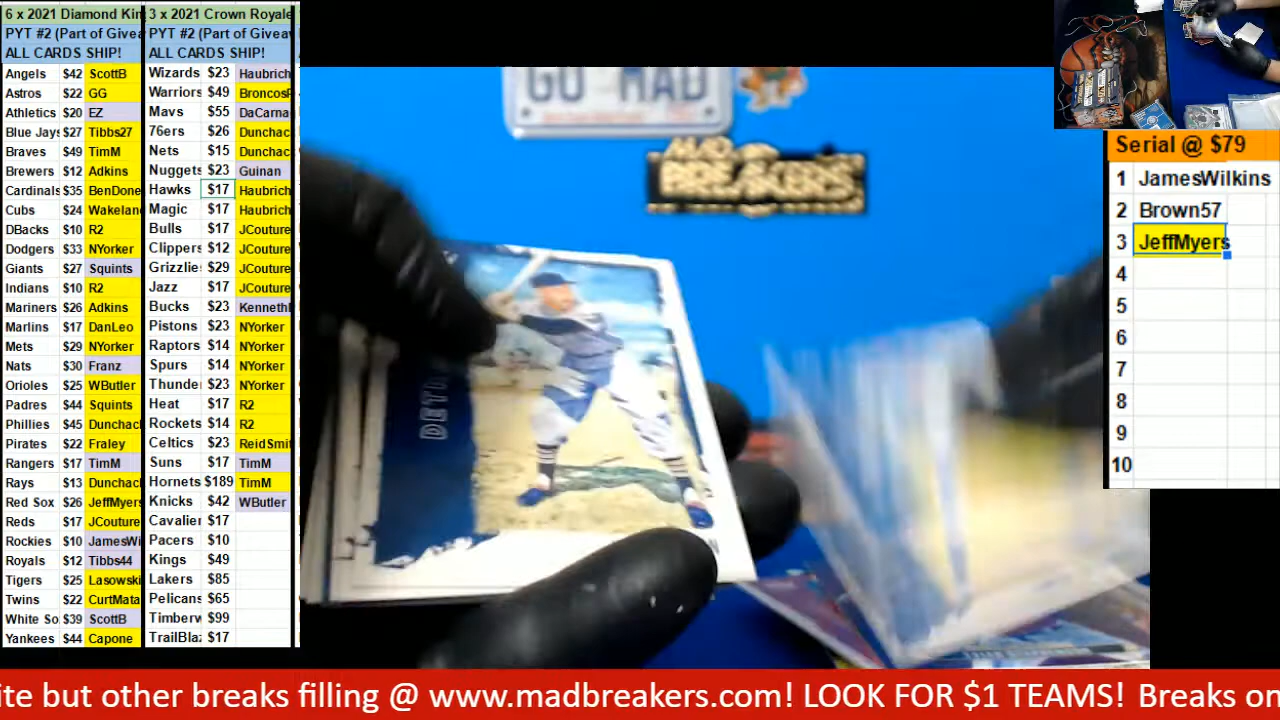 6 x 2021 Diamond Kin
PYT #2 (Part of Givea
ALL CARDS SHIP!
Angels $42 ScottB
Astros $22 GG
Athletics $20 EZ
Blue Jays $27 Tibbs27
Braves $49 TimM
Brewers $12 Adkins
Cardinals $35 BenDone
Cubs $24 Wakelan
DBacks $10 R2
Dodgers $33 NYorker
Giants $27 Squints
Indians $10 R2
Mariners $26 Adkins
Marlins $17 DanLeo
Mets $29 NYorker
Nats $30 Franz
Orioles $25 WButler
Padres $44 Squints
Phillies $45 Dunchac
Pirates $22 Fraley
Rangers $17 TimM
Rays $13 Dunchac
Red Sox $26 JeffMyers
Reds $17 JCouture
Rockies $10 JamesWi
Royals $12 Tibbs44
Tigers $25 Lasowski
Twins $22 CurtMata
White So $39 ScottB
Yankees $44 Capone
3 x 2021 Crown Royale
PYT #2 (Part of Giveav
ALL CARDS SHIP!
Wizards $23 Haubrich
Warriors $49 BroncosF
Mavs $55 DaCarna
76ers $26 Dunchac
Nets $15 Dunchac
Nuggets $23 Guinan
Hawks $17 Haubrich
Magic $17 Haubrich
Bulls $17 JCouture
Clippers $12 JCouture
Grizzlie $29 JCouture
Jazz $17 JCouture
Bucks $23 Kennethl
Pistons $23 NYorker
Raptors $14 NYorker
Spurs $14 NYorker
Thunde $23 NYorker
Heat $17 R2
Rockets $14 R2
Celtics $23 ReidSmit
Suns $17 TimM
Hornets $189 TimM
Knicks $42 WButler
Cavalier $17
Pacers $10
Kings $49
Lakers $85
Pelicans $65
Timberw $99
TrailBla $17
GO MAD
MAD
BREAKERS
DET
Serial @ $79
1 JamesWilkins
2 Brown57
3 JeffMyers
4
5
6
7
8
9
10
ite but other breaks filling @ www.madbreakers.com! LOOK FOR $1 TEAMS! Breaks on